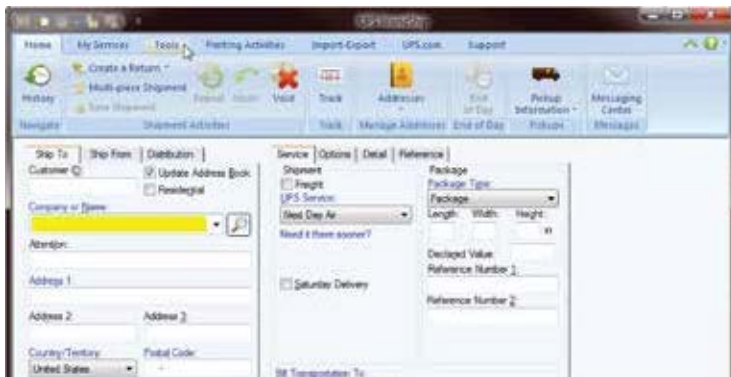 UPS WorldShip
Home My Services Tools Printing Activities Import-Export UPS.com Support
History
Create a Return
Multi-piece Shipment
Save Shipment
Void
Track
Addresses
End of Day
Pickup Information
Messaging Center
Navigate Shipment Activities Track Manage Addresses End of Day Pickups Messages
Ship To Ship From Distribution
Customer ID:
Update Address Book
Residential
Company or Name:
Attention:
Address 1:
Address 2: Address 3:
Country/Territory: Postal Code:
United States
Service Options Detail Reference
Shipment
Freight
UPS Service:
Next Day Air
Need it there sooner?
Saturday Delivery
Bill Transportation To:
Package
Package Type:
Package
Length: Width: Height:
in
Declared Value:
Reference Number 1:
Reference Number 2: